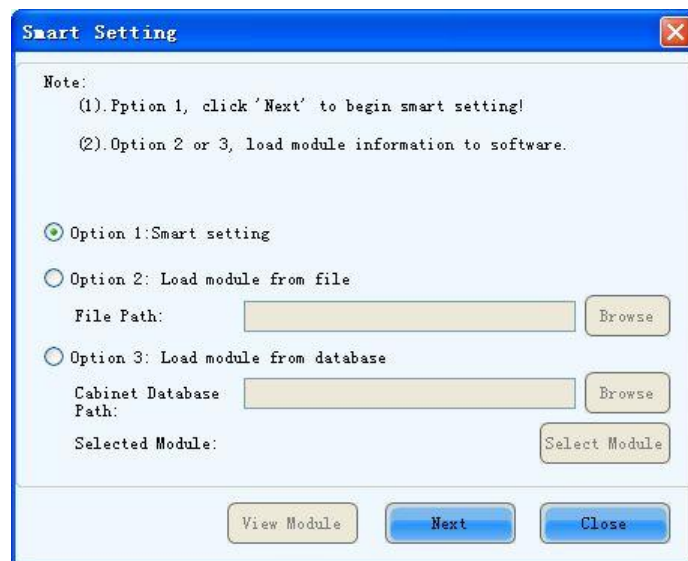 Smart Setting
Note:
(1).Pption 1, click 'Next' to begin smart setting!
(2).Option 2 or 3, load module information to software.
Option 1:Smart setting
Option 2: Load module from file
File Path:
Browse
Option 3: Load module from database
Cabinet Database
Path:
Browse
Selected Module:
Select Module
View Module
Next
Close